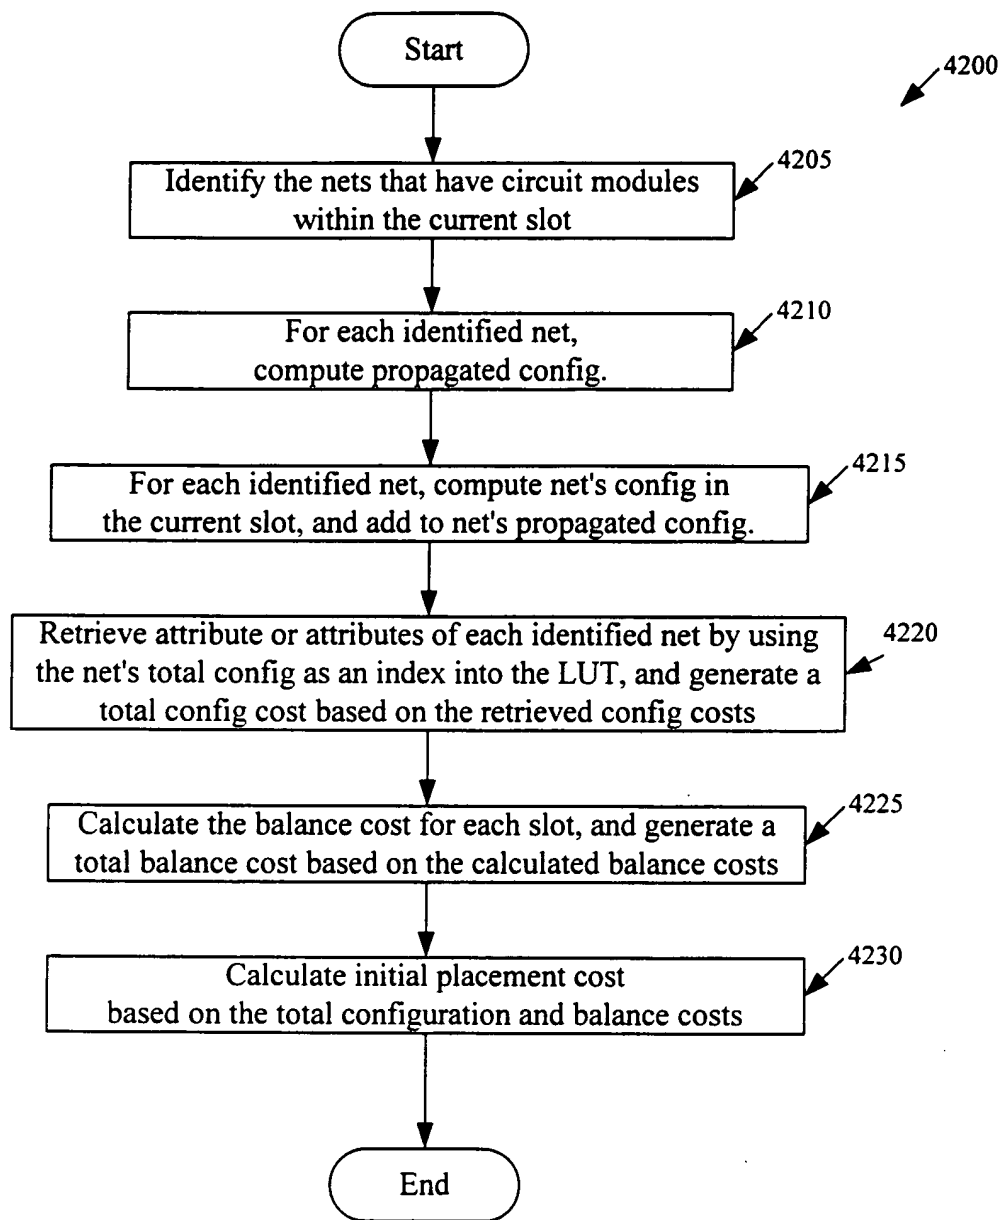 Start
4200
4205
Identify the nets that have circuit modules
within the current slot
4210
For each identified net,
compute propagated config.
4215
For each identified net, compute net's config in
the current slot, and add to net's propagated config.
4220
Retrieve attribute or attributes of each identified net by using
the net's total config as an index into the LUT, and generate a
total config cost based on the retrieved config costs
4225
Calculate the balance cost for each slot, and generate a
total balance cost based on the calculated balance costs
4230
Calculate initial placement cost
based on the total configuration and balance costs
End